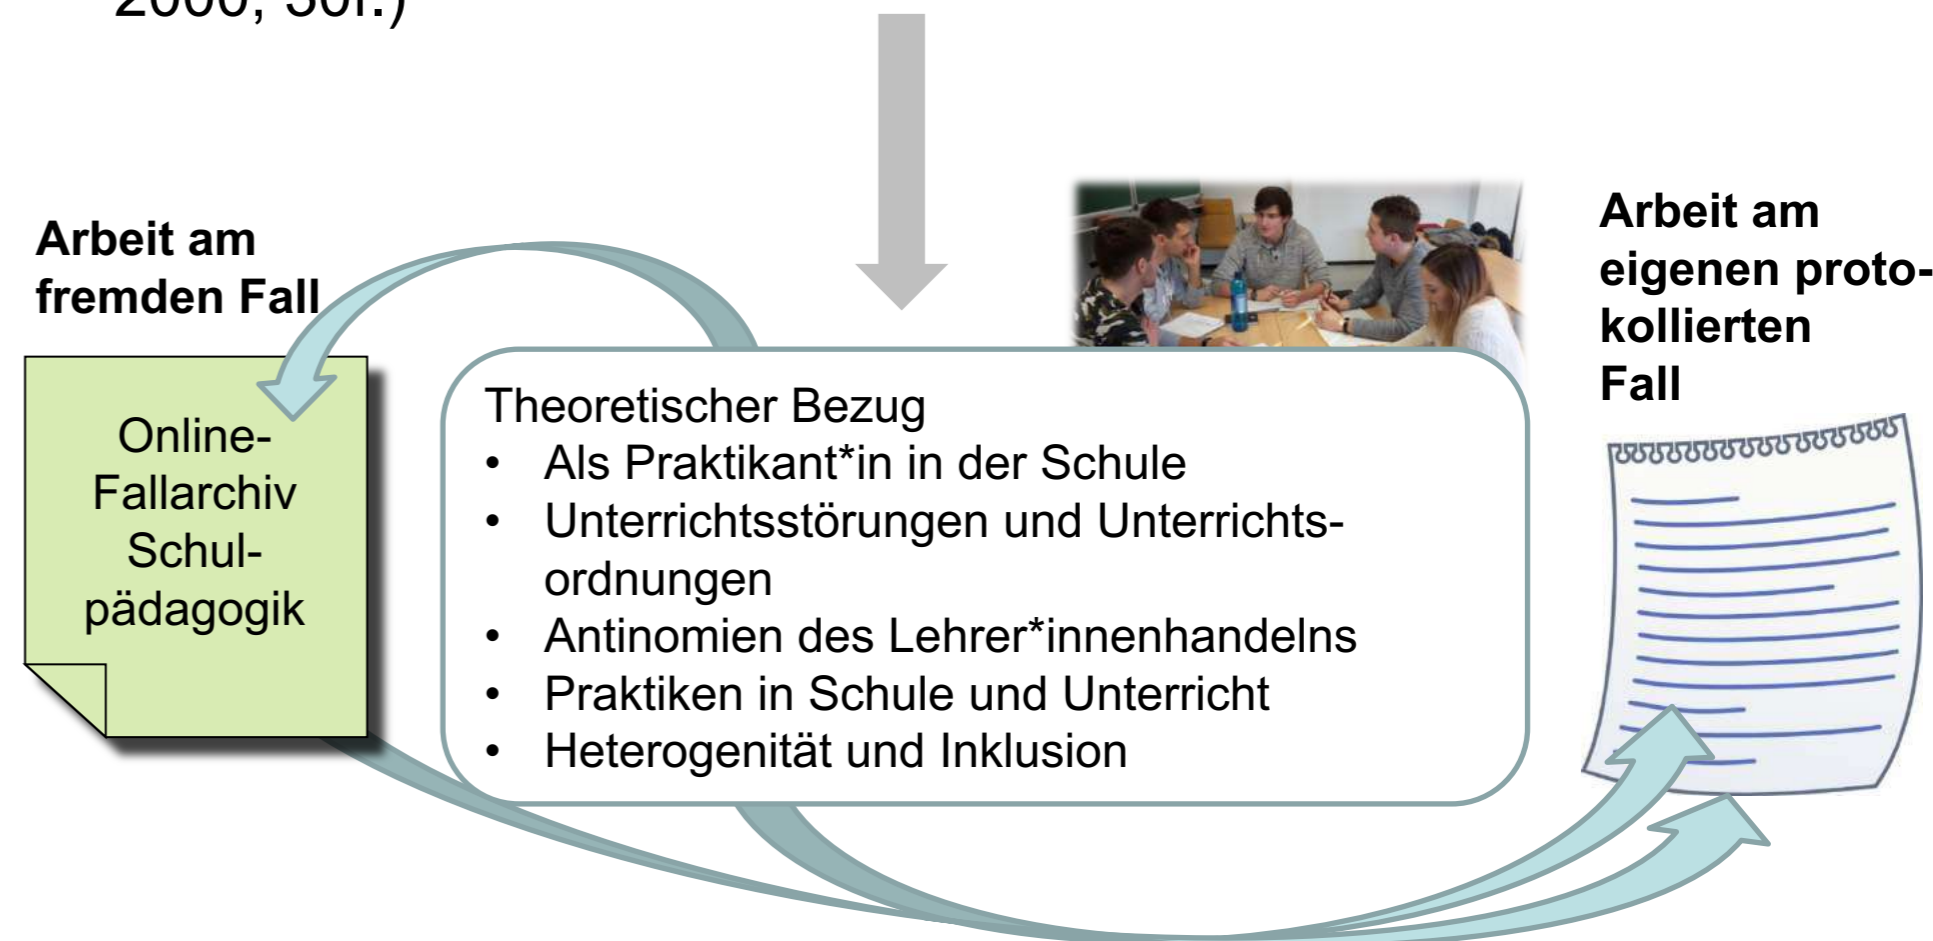 2000, 30f.)
Arbeit am
fremden Fall
Online-
Fallarchiv
Schul-
pädagogik
Theoretischer Bezug
• Als Praktikant*in in der Schule
• Unterrichtsstörungen und Unterrichts-
ordnungen
• Antinomien des Lehrer*innenhandelns
• Praktiken in Schule und Unterricht
• Heterogenität und Inklusion
Arbeit am
eigenen proto-
kollierten
Fall